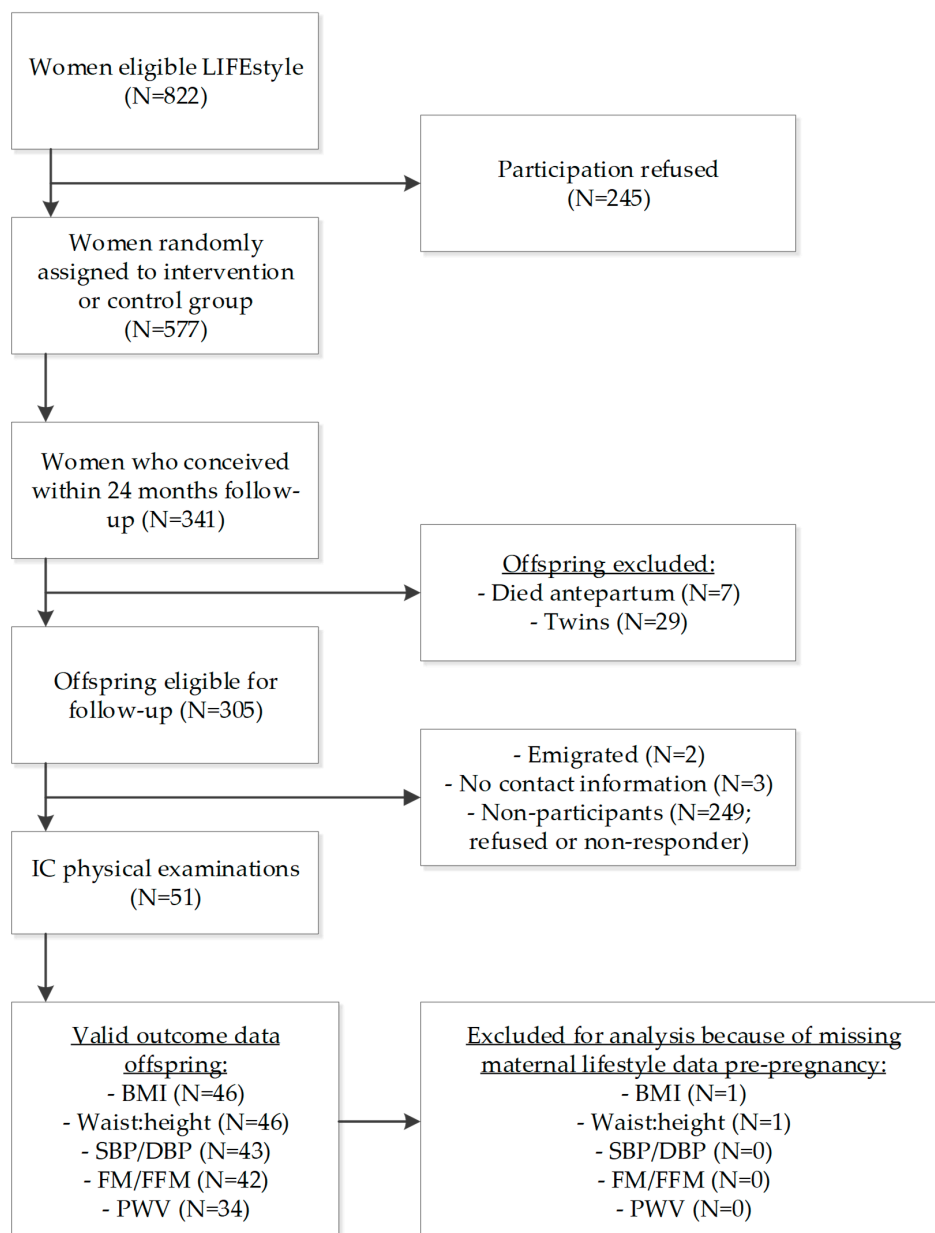 Women eligible LIFEstyle
(N=822)
Participation refused
(N=245)
Women randomly
assigned to intervention
or control group
(N=577)
Women who conceived
within 24 months follow-
up (N=341)
Offspring excluded:
- Died antepartum (N=7)
- Twins (N=29)
Offspring eligible for
follow-up (N=305)
- Emigrated (N=2)
- No contact information (N=3)
- Non-participants (N=249;
refused or non-responder)
IC physical examinations
(N=51)
Valid outcome data
offspring:
- BMI (N=46)
- Waist:height (N=46)
- SBP/DBP (N=43)
- FM/FFM (N=42)
- PWV (N=34)
Excluded for analysis because of missing
maternal lifestyle data pre-pregnancy:
- BMI (N=1)
- Waist:height (N=1)
- SBP/DBP (N=0)
- FM/FFM (N=0)
- PWV (N=0)